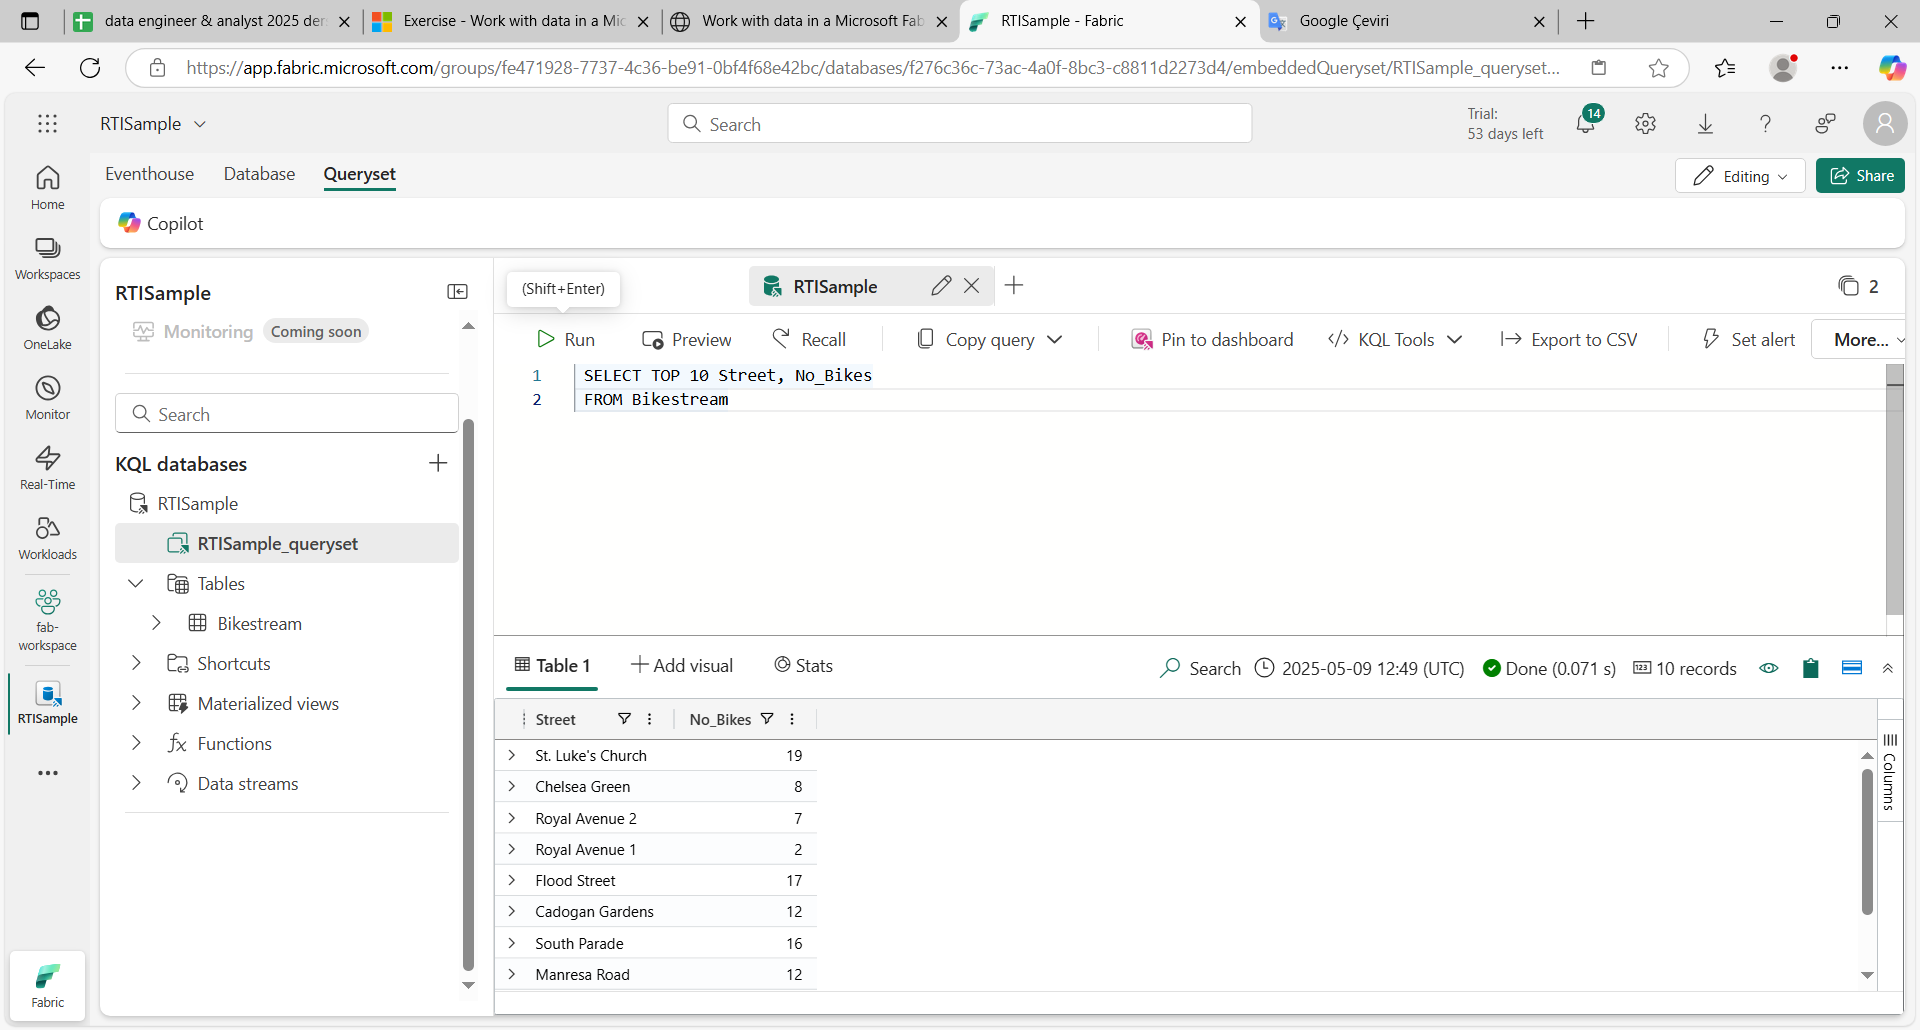 data engineer & analyst 2025 der
Exercise - Work with data in a Mic
Work with data in a Microsoft Fab
RTISample - Fabric
Google Çeviri
https://app.fabric.microsoft.com/groups/fe471928-7737-4c36-be91-0bf4f68e42bc/databases/f276c36c-73ac-4a0f-8bc3-c8811d2273d4/embeddedQueryset/RTISample_queryset...
RTISample
Search
Trial:
53 days left
14
Home
Workspaces
OneLake
Monitor
Real-Time
Workloads
fab-
workspace
RTISample
Fabric
Eventhouse
Database
Queryset
Editing
Share
Copilot
RTISample
Monitoring
Coming soon
Search
KQL databases
RTISample
RTISample_queryset
Tables
Bikestream
Shortcuts
Materialized views
Functions
Data streams
(Shift+Enter)
RTISample
2
Run
Preview
Recall
Copy query
Pin to dashboard
KQL Tools
Export to CSV
Set alert
More...
1 SELECT TOP 10 Street, No_Bikes
2 FROM Bikestream
Table 1
Add visual
Stats
Search
2025-05-09 12:49 (UTC)
Done (0.071 s)
123 10 records
Street No_Bikes
St. Luke's Church 19
Chelsea Green 8
Royal Avenue 2 7
Royal Avenue 1 2
Flood Street 17
Cadogan Gardens 12
South Parade 16
Manresa Road 12
Columns